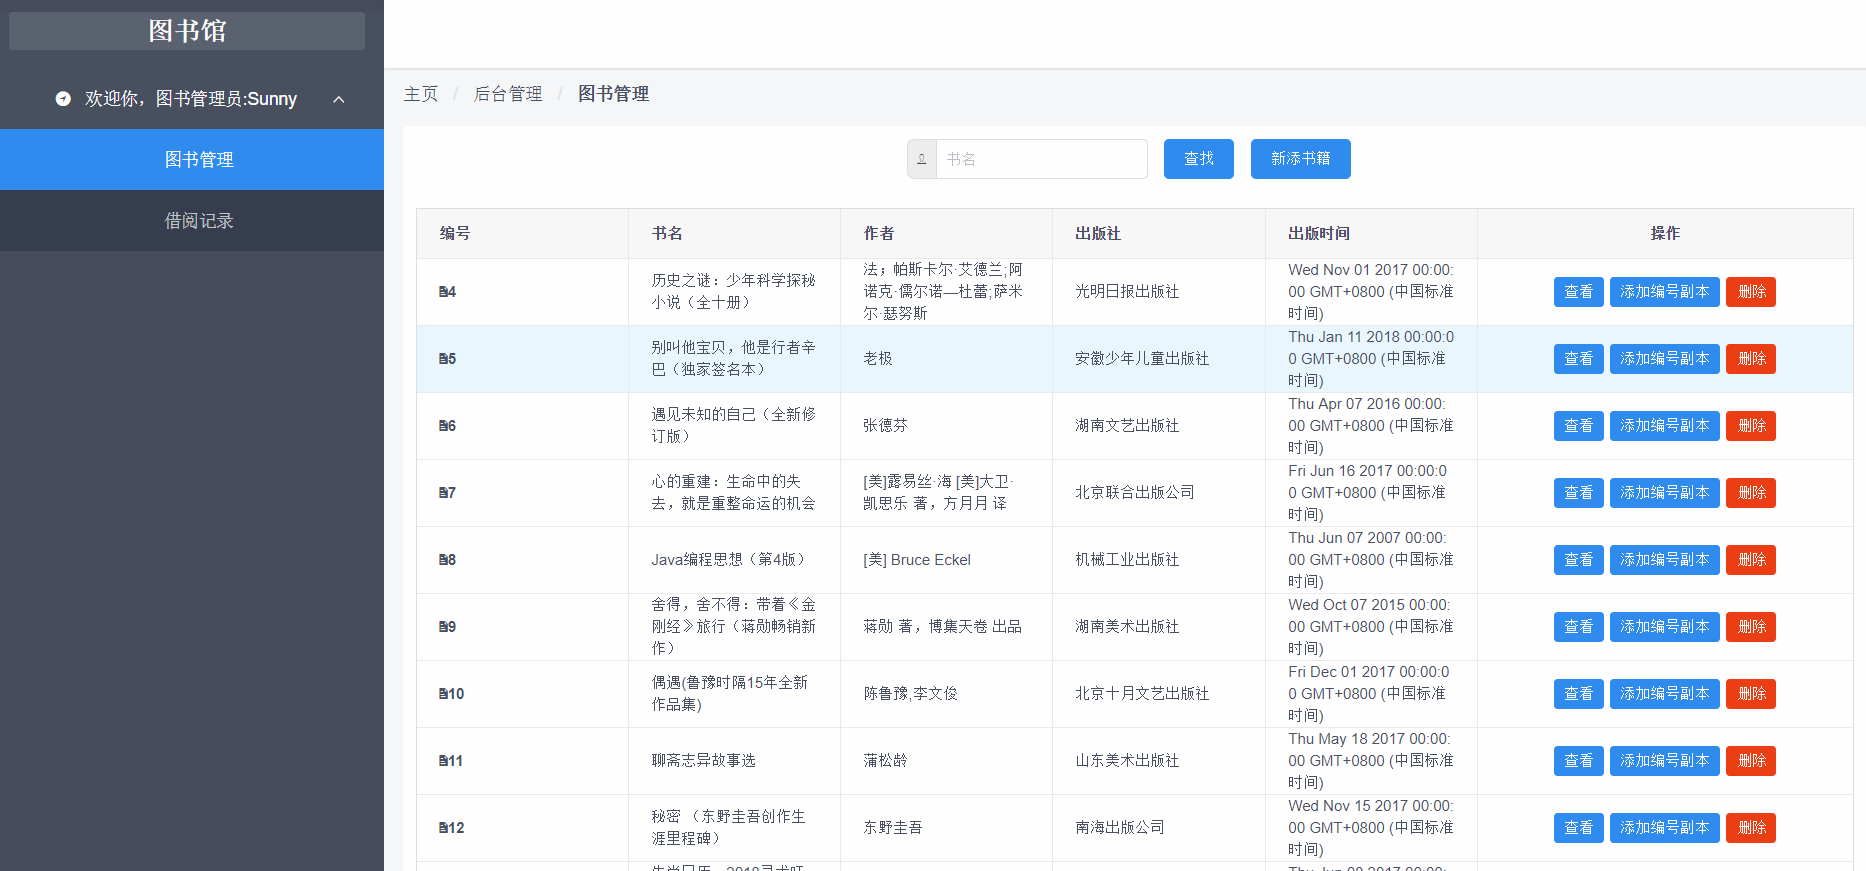 图书馆
欢迎你，图书管理员:Sunny
图书管理
借阅记录
主页 / 后台管理 / 图书管理
书名 查找 新添书籍
编号 书名 作者 出版社 出版时间 操作
4
历史之谜：少年科学探秘
小说（全十册）
法；帕斯卡尔·艾德兰;阿
诺克·儒尔诺—杜蕾;萨米
尔·瑟努斯
光明日报出版社
Wed Nov 01 2017 00:00:
00 GMT+0800 (中国标准
时间)
查看 添加编号副本 删除
5
别叫他宝贝，他是行者辛
巴（独家签名本）
老极
安徽少年儿童出版社
Thu Jan 11 2018 00:00:0
0 GMT+0800 (中国标准
时间)
查看 添加编号副本 删除
6
遇见未知的自己（全新修
订版）
张德芬
湖南文艺出版社
Thu Apr 07 2016 00:00:
00 GMT+0800 (中国标准
时间)
查看 添加编号副本 删除
7
心的重建：生命中的失
去，就是重整命运的机会
[美]露易丝·海 [美]大卫·
凯思乐 著，方月月 译
北京联合出版公司
Fri Jun 16 2017 00:00:0
0 GMT+0800 (中国标准
时间)
查看 添加编号副本 删除
8
Java编程思想（第4版）
[美] Bruce Eckel
机械工业出版社
Thu Jun 07 2007 00:00:
00 GMT+0800 (中国标准
时间)
查看 添加编号副本 删除
9
舍得，舍不得：带着《金
刚经》旅行（蒋勋畅销新
作）
蒋勋 著，博集天卷 出品
湖南美术出版社
Wed Oct 07 2015 00:00:
00 GMT+0800 (中国标准
时间)
查看 添加编号副本 删除
10
偶遇(鲁豫时隔15年全新
作品集)
陈鲁豫,李文俊
北京十月文艺出版社
Fri Dec 01 2017 00:00:0
0 GMT+0800 (中国标准
时间)
查看 添加编号副本 删除
11
聊斋志异故事选
蒲松龄
山东美术出版社
Thu May 18 2017 00:00:
00 GMT+0800 (中国标准
时间)
查看 添加编号副本 删除
12
秘密 （东野圭吾创作生
涯里程碑）
东野圭吾
南海出版公司
Wed Nov 15 2017 00:00:
00 GMT+0800 (中国标准
时间)
查看 添加编号副本 删除